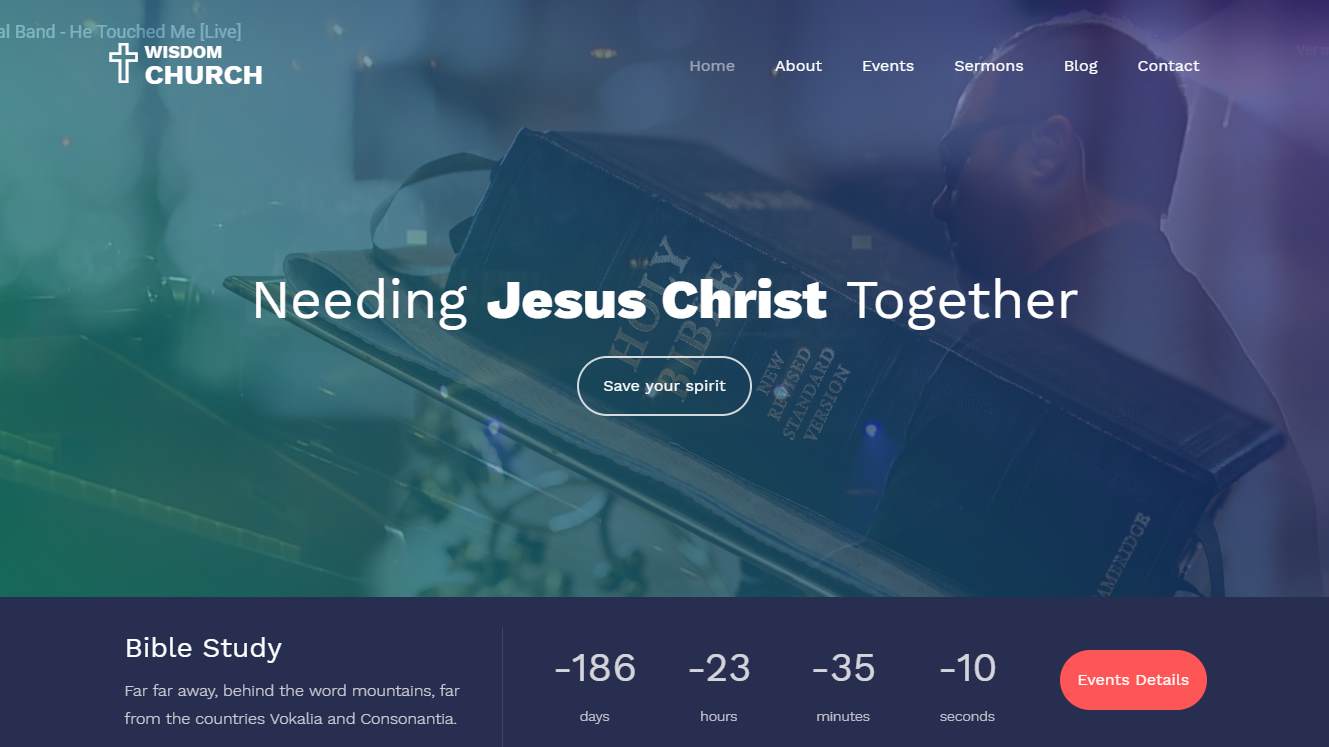 al Band - He Touched Me [Live]
WISDOM
CHURCH
Home About Events Sermons Blog Contact
HOLY
BIBLE
NEW
REVISED
STANDARD
VERSION
Needing Jesus Christ Together
Save your spirit
AMERIDGE
Bible Study
Far far away, behind the word mountains, far
from the countries Vokalia and Consonantia.
-186 -23 -35 -10
days hours minutes seconds
Events Details